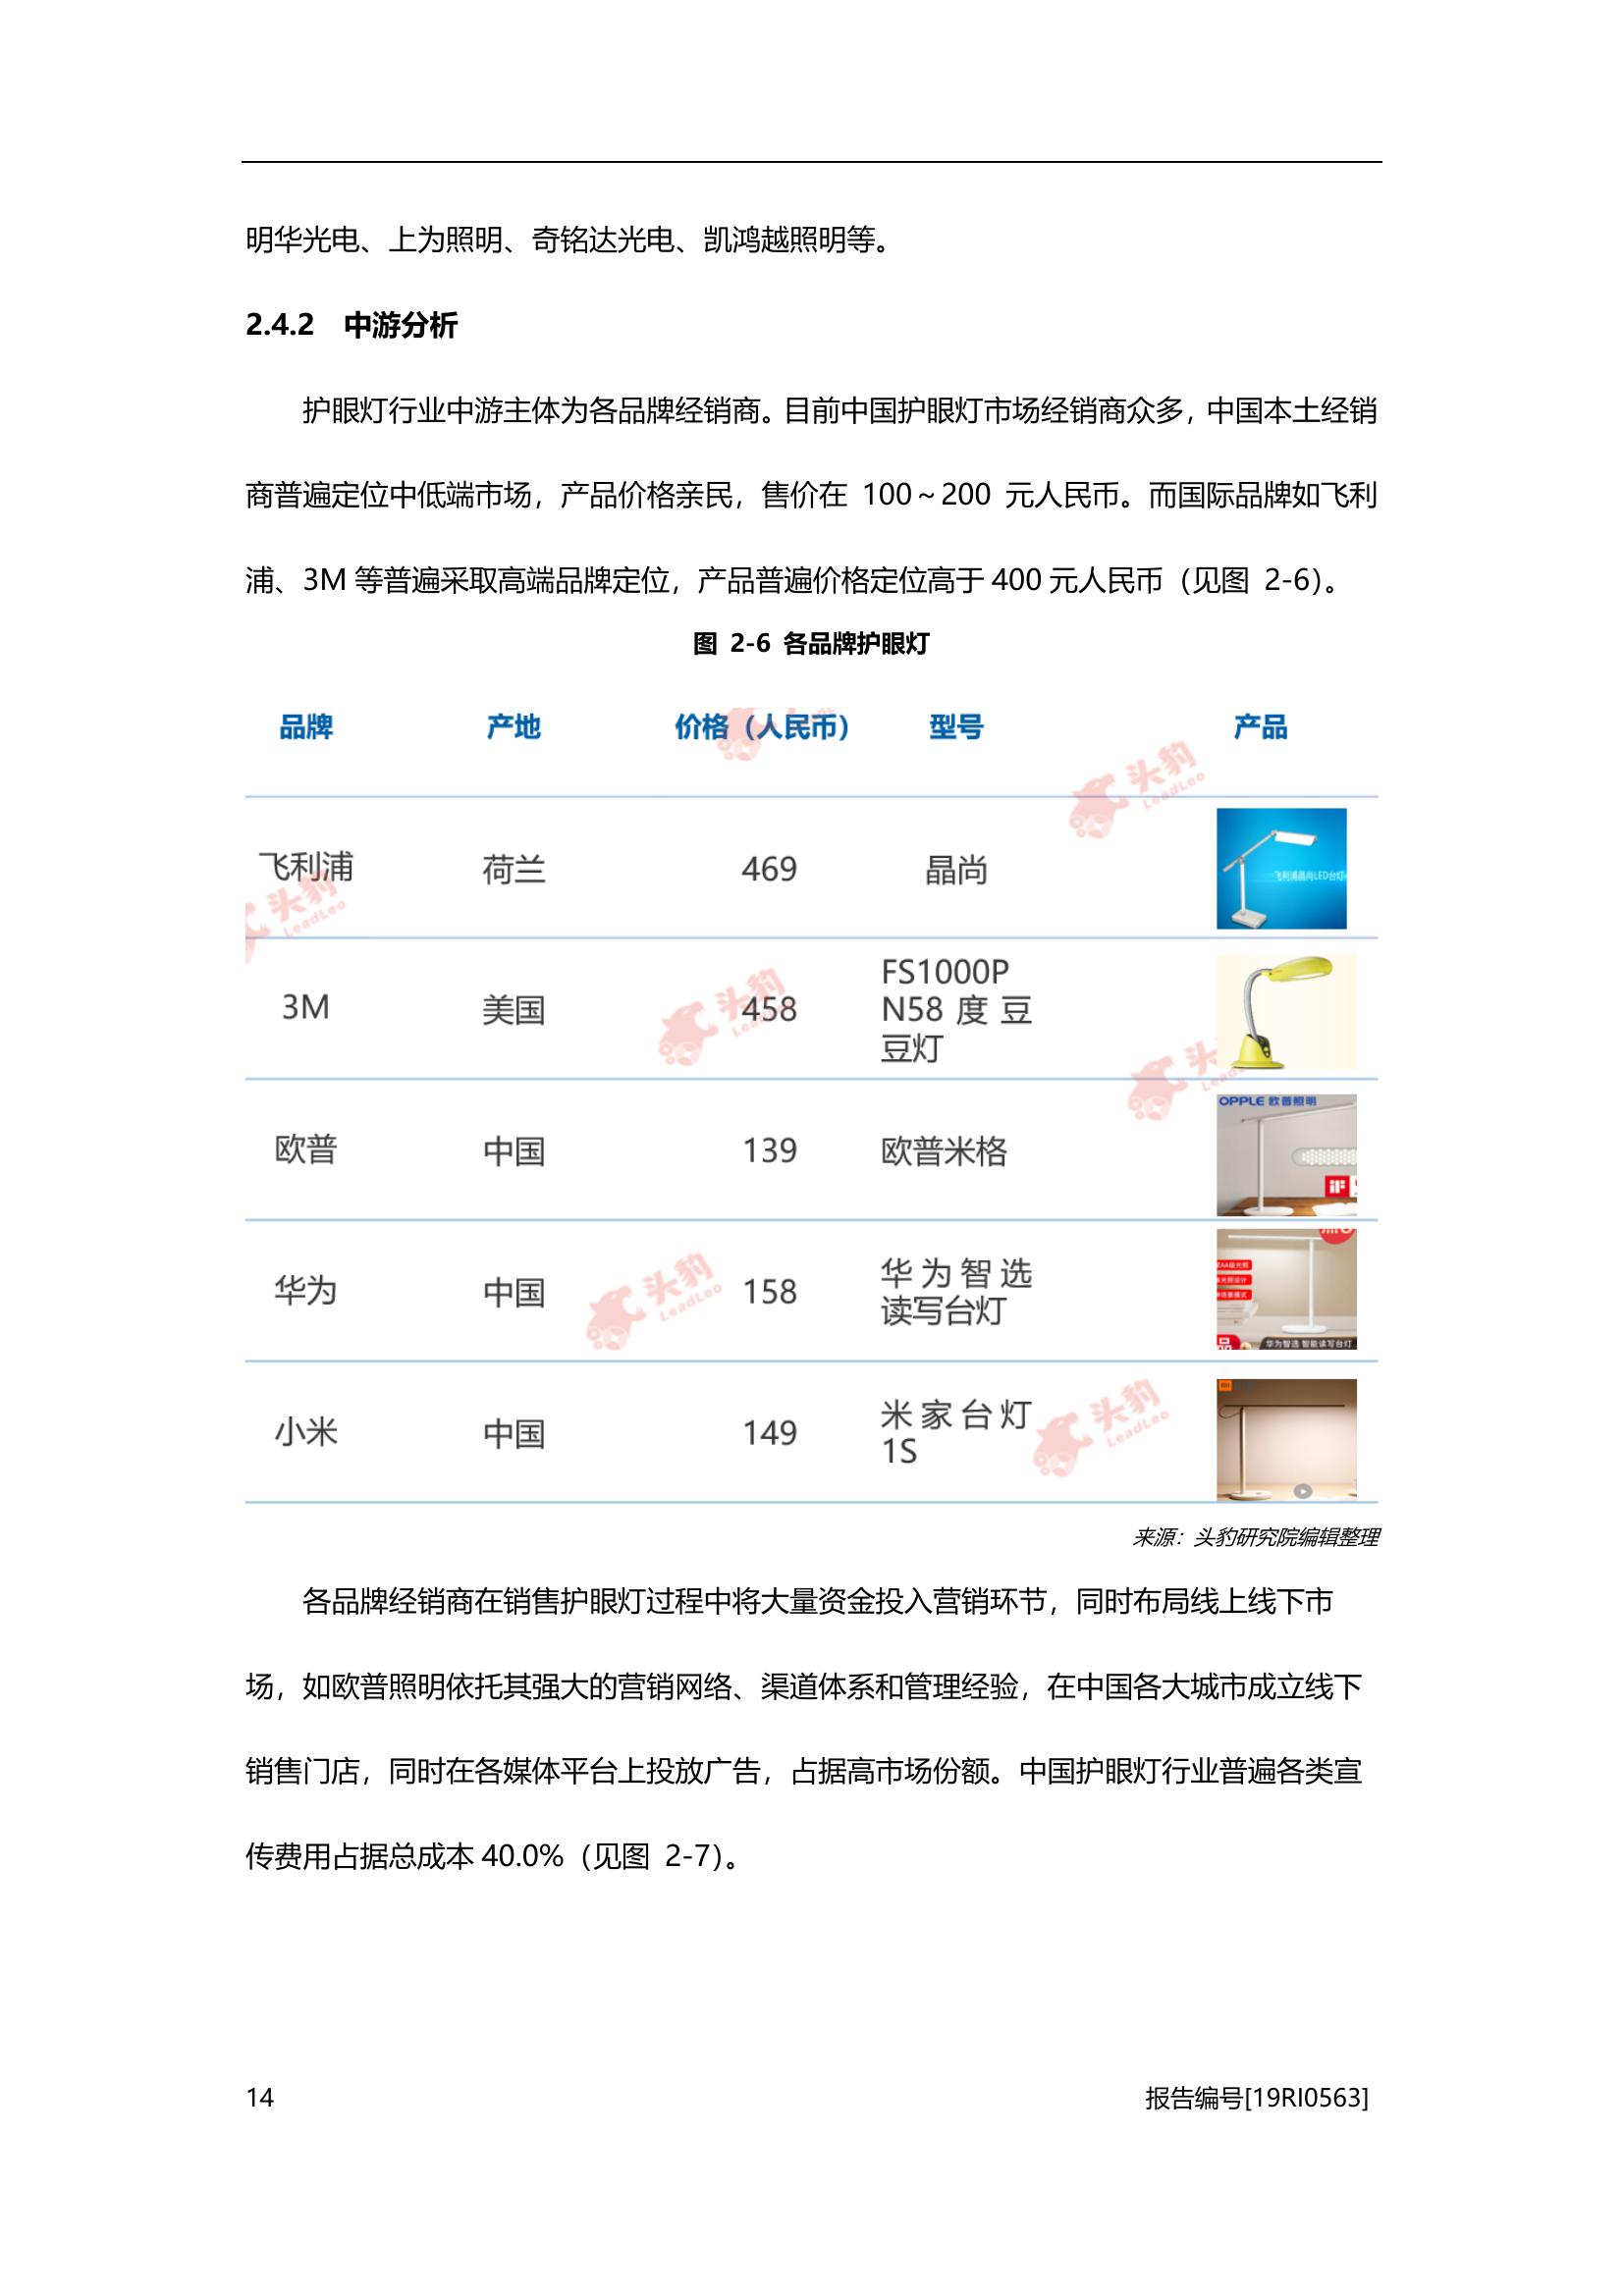 明华光电、上为照明、奇铭达光电、凯鸿越照明等。
2.4.2 中游分析
护眼灯行业中游主体为各品牌经销商。目前中国护眼灯市场经销商众多，中国本土经销
商普遍定位中低端市场，产品价格亲民，售价在 100～200 元人民币。而国际品牌如飞利
浦、3M 等普遍采取高端品牌定位，产品普遍价格定位高于 400 元人民币（见图 2-6）。
图 2-6 各品牌护眼灯
品牌 产地 价格（人民币） 型号 产品
头豹
LeadLeo
飞利浦 荷兰 469 晶尚
飞利浦晶尚LED台灯
头豹
LeadLeo
3M 美国 458 FS1000P
N58 度 豆
豆灯
头豹
LeadLeo
OPPLE 欧普照明
欧普 中国 139 欧普米格
iF
华为 中国 158 华为智选
读写台灯
头豹
LeadLeo
华为智选 智能读写台灯
小米 中国 149 米家台灯
1S
头豹
LeadLeo
来源：头豹研究院编辑整理
各品牌经销商在销售护眼灯过程中将大量资金投入营销环节，同时布局线上线下市
场，如欧普照明依托其强大的营销网络、渠道体系和管理经验，在中国各大城市成立线下
销售门店，同时在各媒体平台上投放广告，占据高市场份额。中国护眼灯行业普遍各类宣
传费用占据总成本 40.0%（见图 2-7）。
14 报告编号[19RI0563]